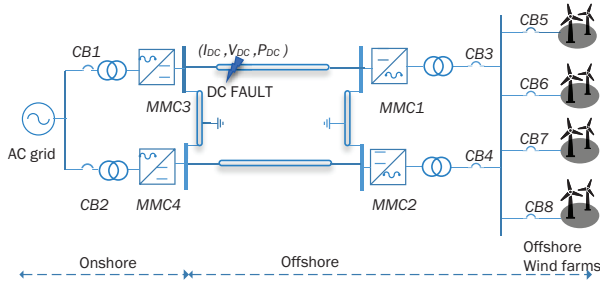 CB5
(IDC ,VDC ,PDC )
CB1
CB3
DC FAULT
MMC3
MMC1
CB6
AC grid
CB7
CB4
CB2
MMC4
MMC2
CB8
Offshore
Wind farms
Onshore
Offshore